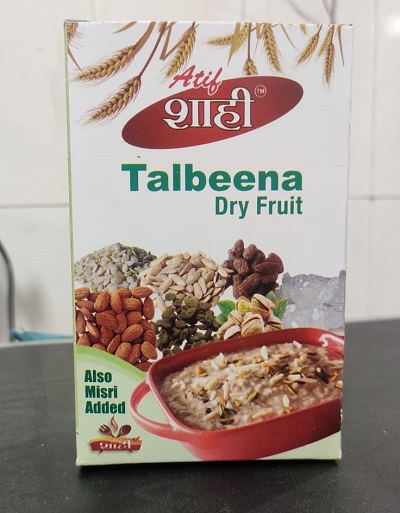 Atif
शाही TM
Talbeena
Dry Fruit
Also
Misri
Added
शाही